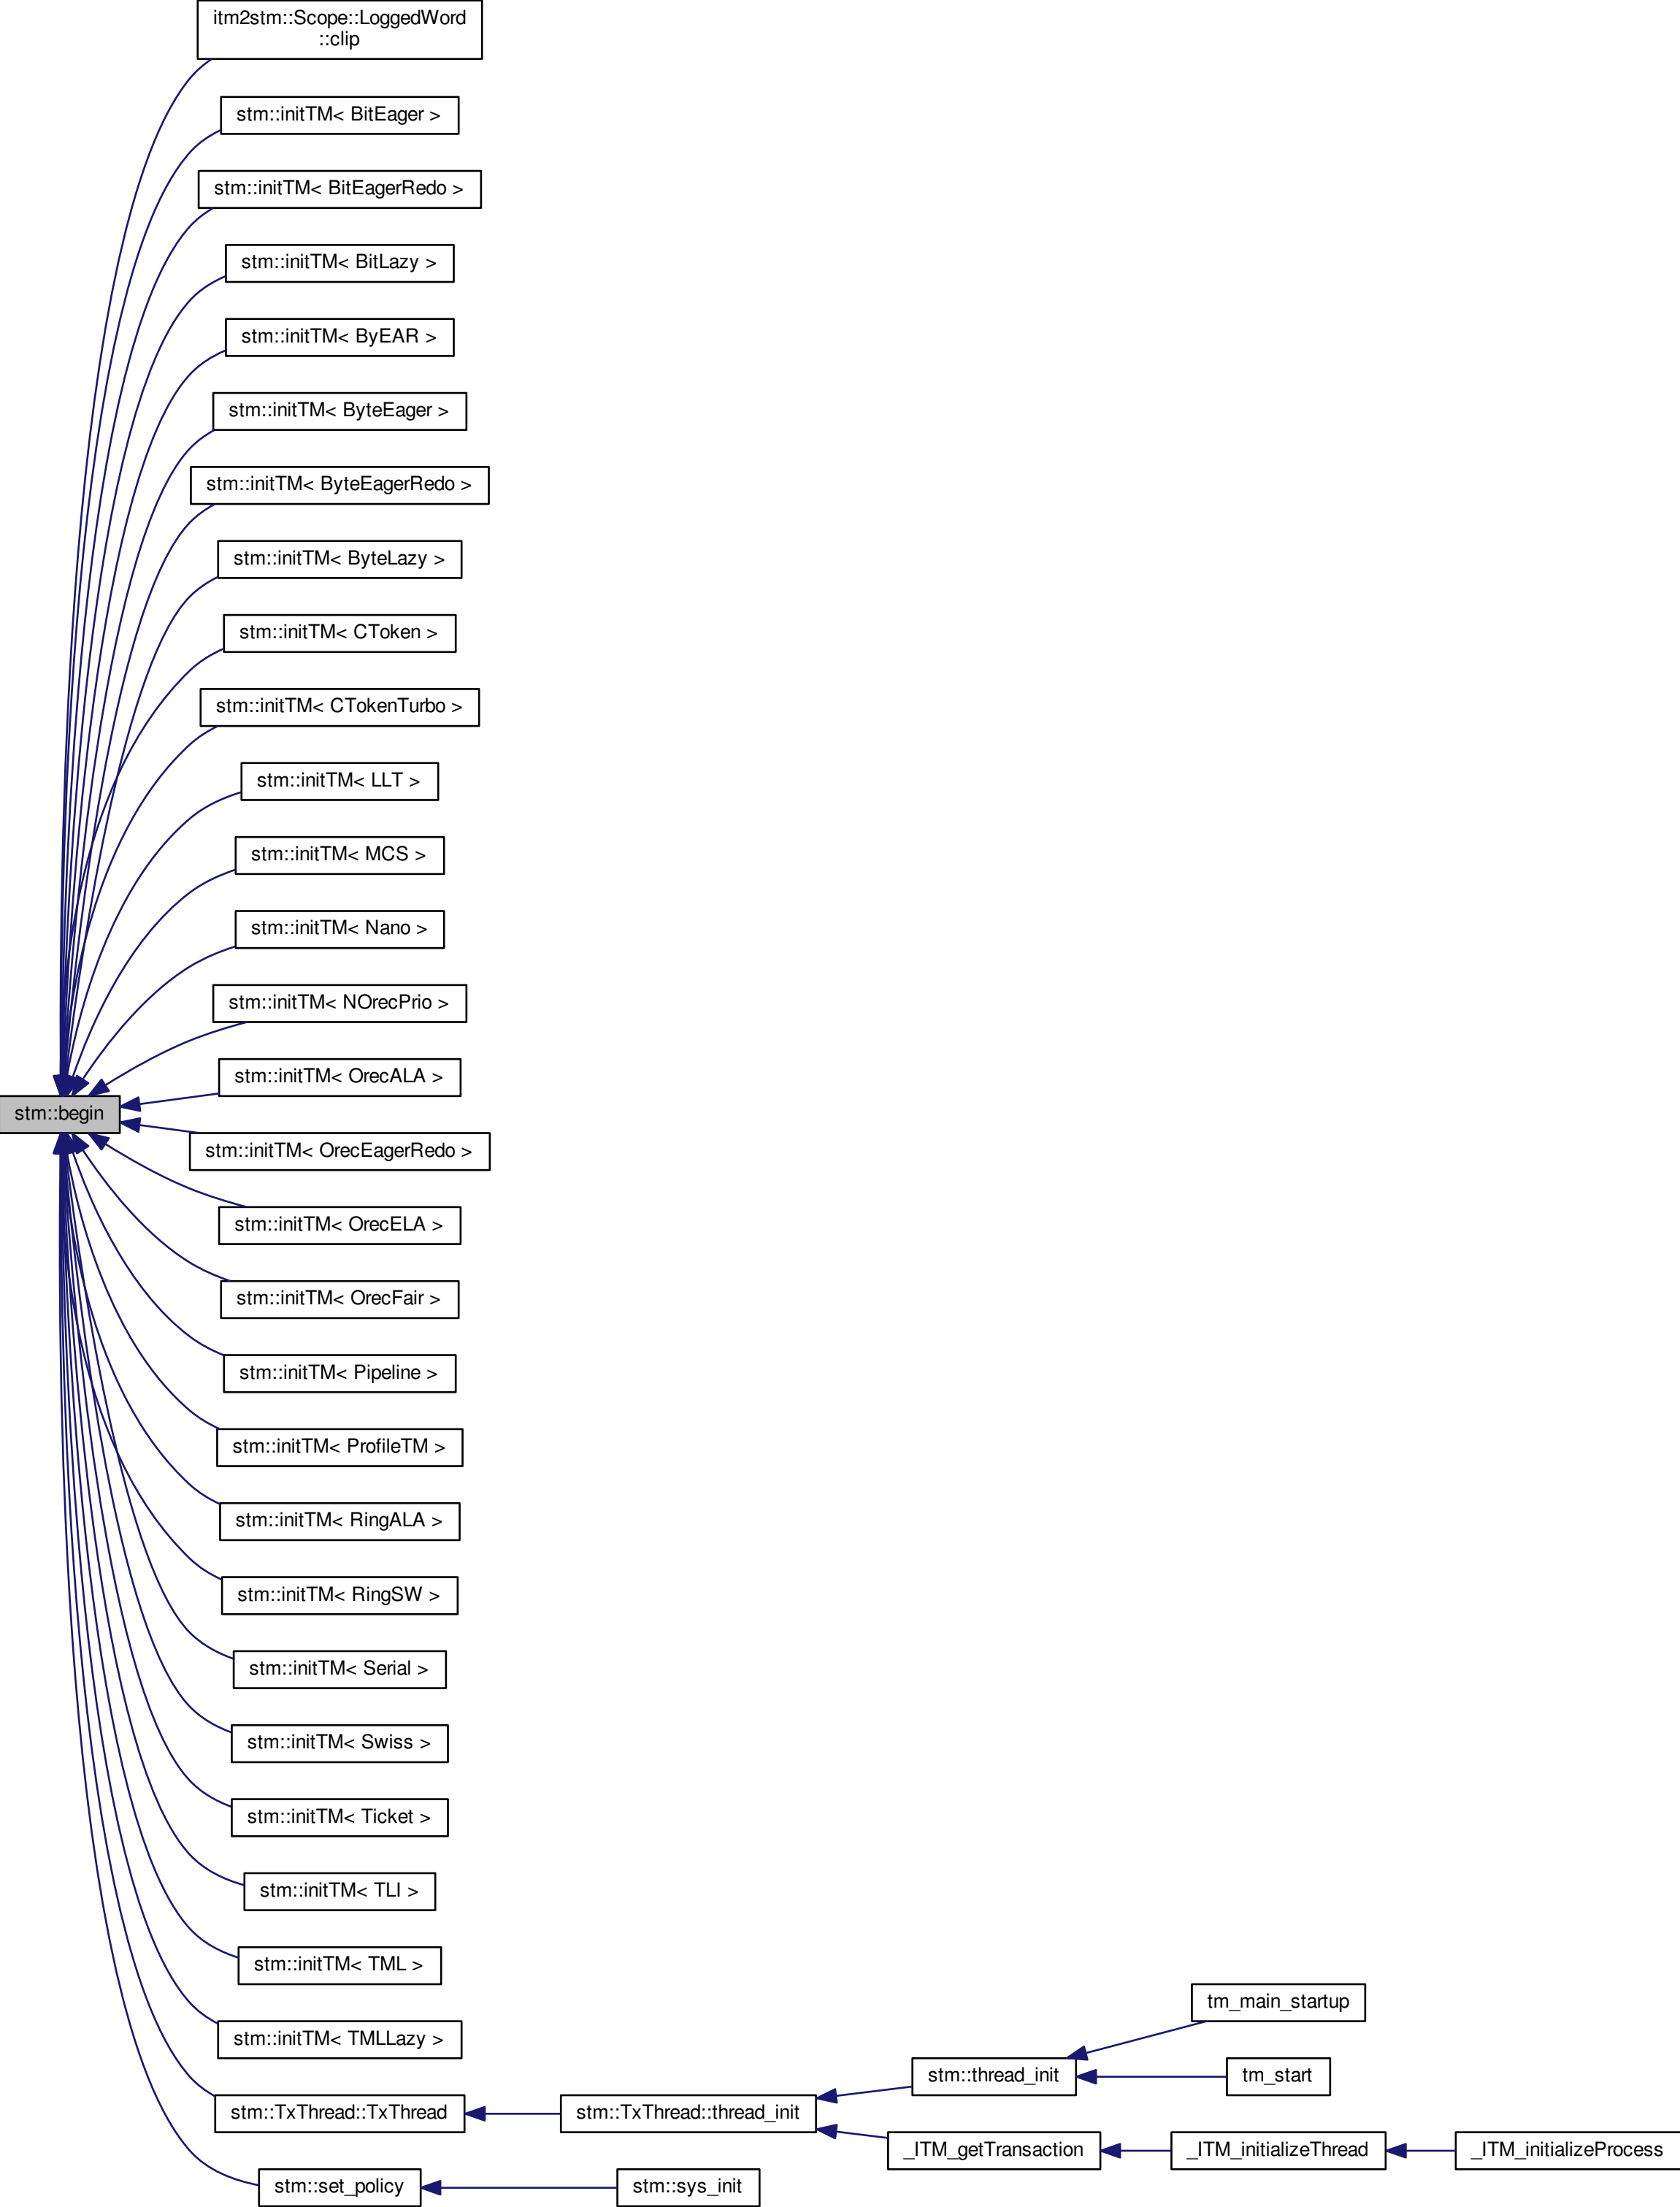 itm2stm::Scope::LoggedWord
::clip
stm::initTM< BitEager >
stm::initTM< BitEagerRedo >
stm::initTM< BitLazy >
stm::initTM< ByEAR >
stm::initTM< ByteEager >
stm::initTM< ByteEagerRedo >
stm::initTM< ByteLazy >
stm::initTM< CToken >
stm::initTM< CTokenTurbo >
stm::initTM< LLT >
stm::initTM< MCS >
stm::initTM< Nano >
stm::initTM< NOrecPrio >
stm::initTM< OrecALA >
stm::begin
stm::initTM< OrecEagerRedo >
stm::initTM< OrecELA >
stm::initTM< OrecFair >
stm::initTM< Pipeline >
stm::initTM< ProfileTM >
stm::initTM< RingALA >
stm::initTM< RingSW >
stm::initTM< Serial >
stm::initTM< Swiss >
stm::initTM< Ticket >
stm::initTM< TLI >
stm::initTM< TML >
tm_main_startup
stm::initTM< TMLLazy >
stm::thread_init
tm_start
stm::TxThread::TxThread
stm::TxThread::thread_init
_ITM_getTransaction
_ITM_initializeThread
_ITM_initializeProcess
stm::set_policy
stm::sys_init